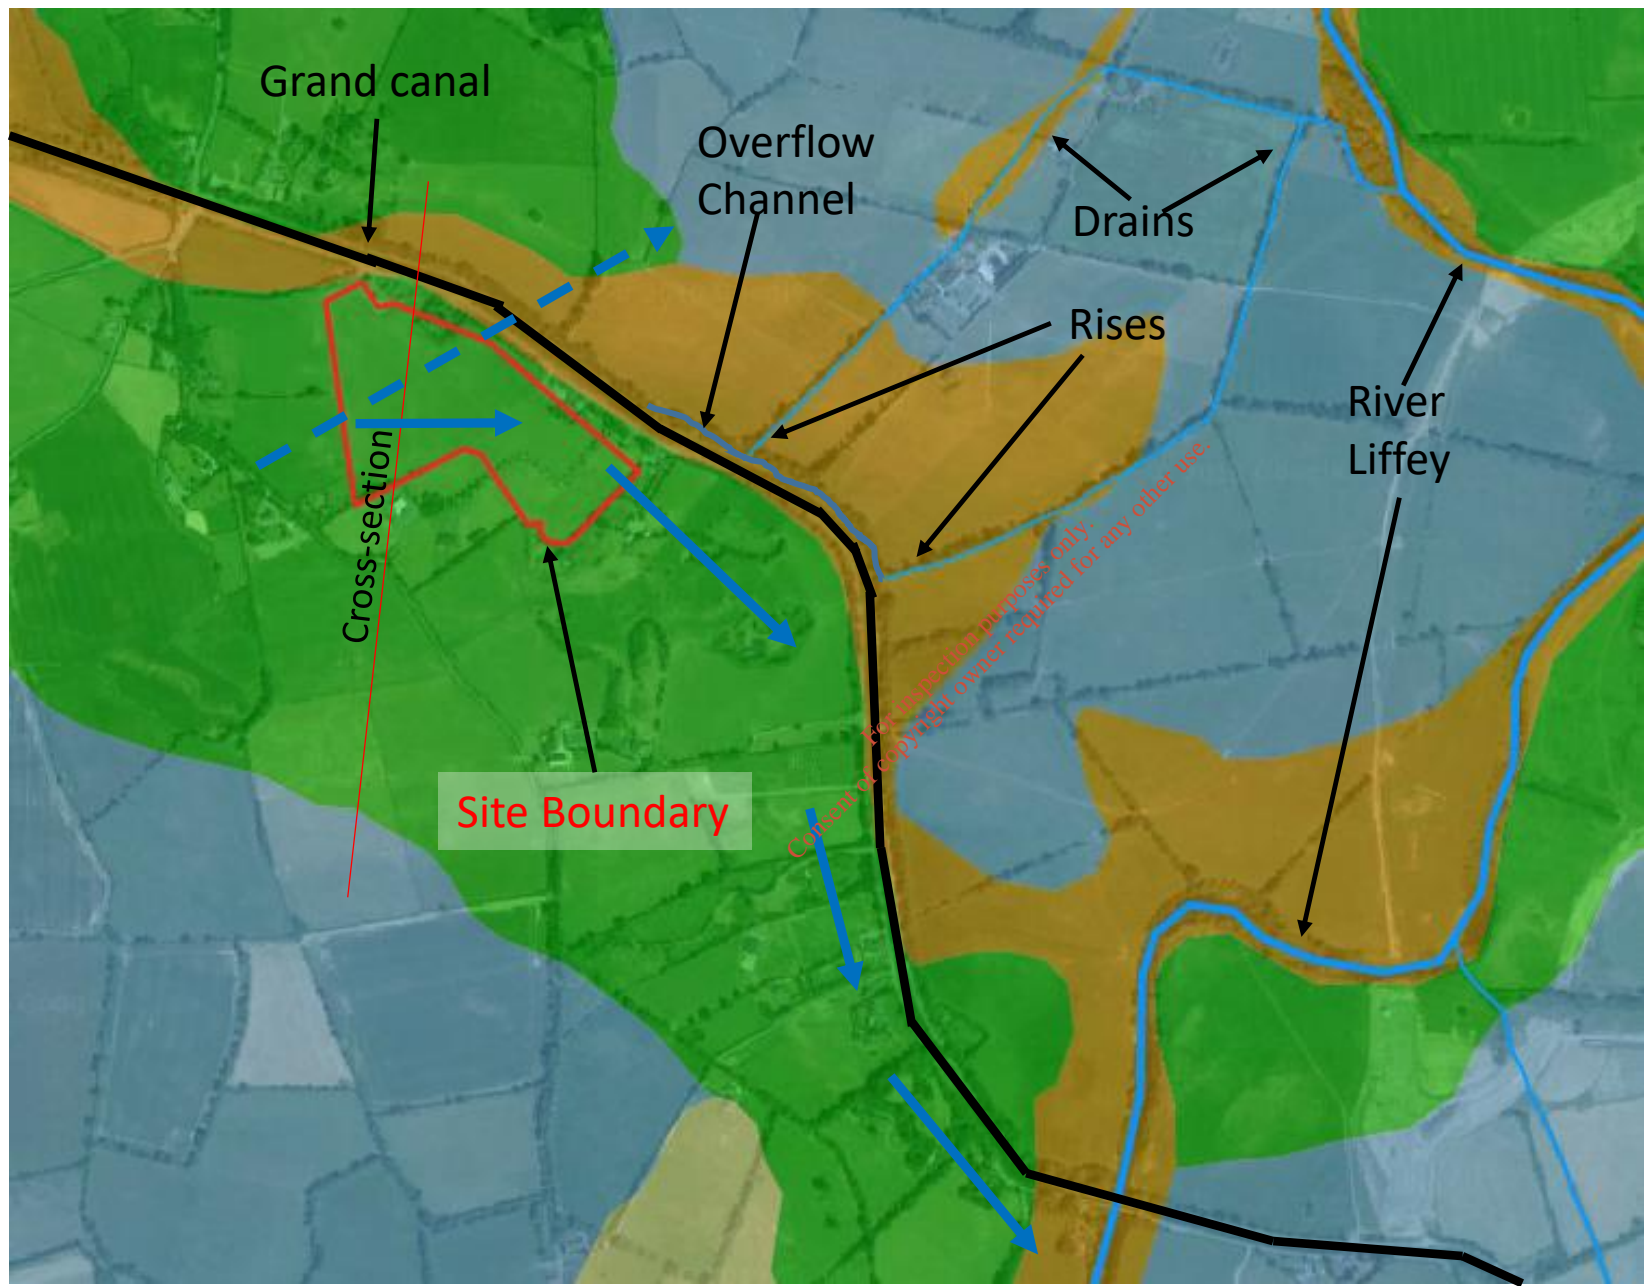 Grand canal
Overflow
Channel
Drains
Rises
River
Liffey
Cross-section
Site Boundary
For inspection purposes only.
Consent of copyright owner required for any other use.